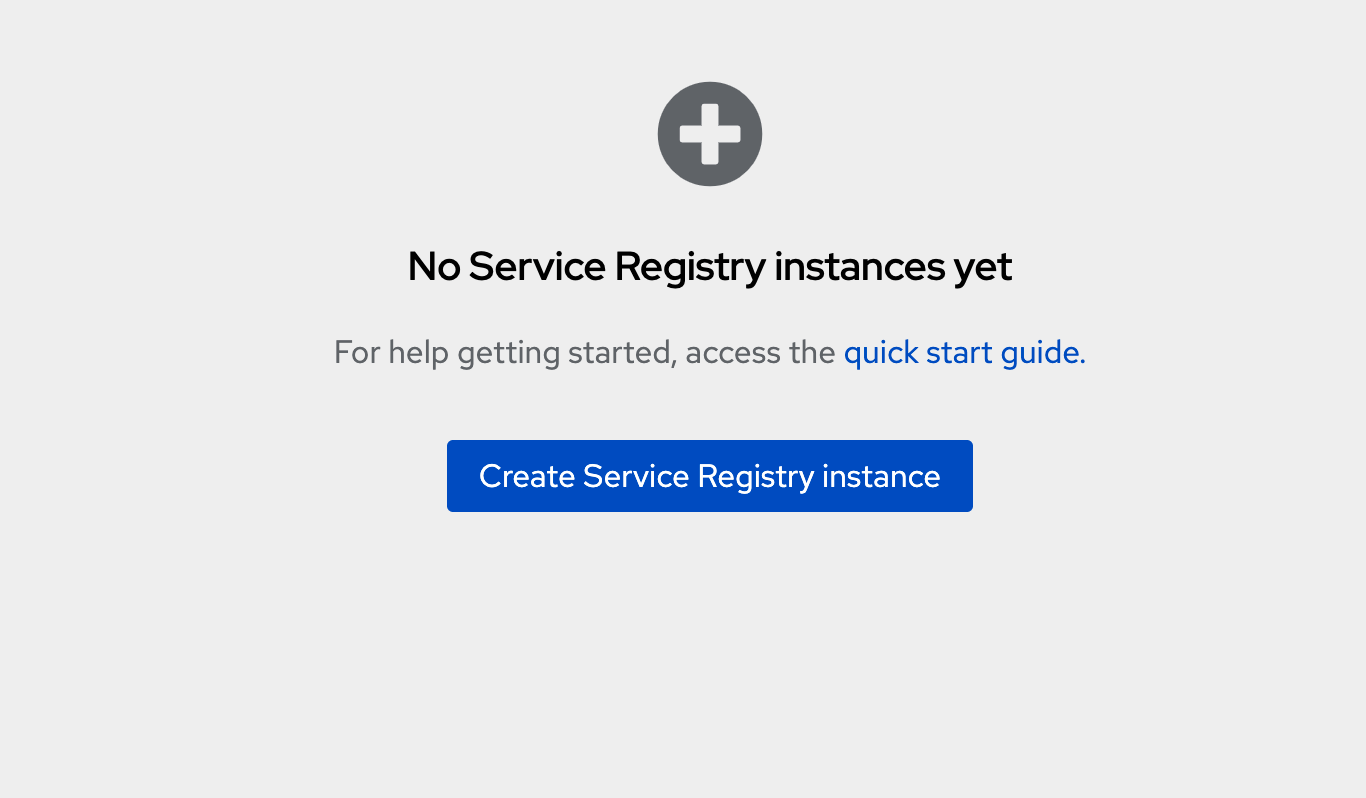 No Service Registry instances yet
For help getting started, access the quick start guide.
Create Service Registry instance